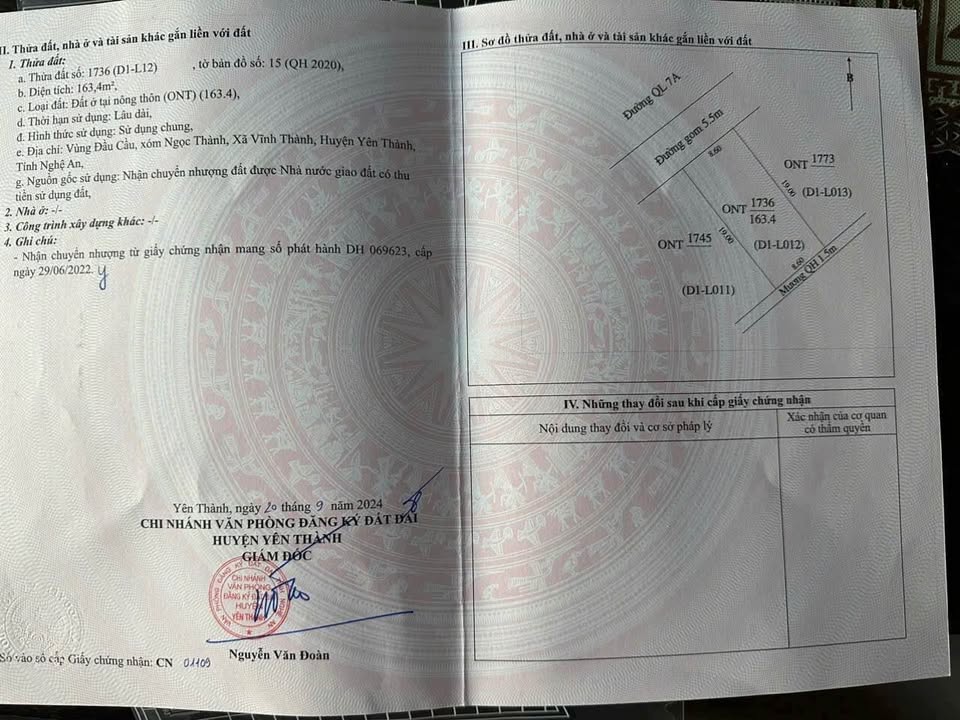 II. Thửa đất, nhà ở và tài sản khác gắn liền với đất
1. Thửa đất:
a. Thửa đất số: 1736 (D1-L12) , tờ bản đồ số: 15 (QH 2020),
b. Diện tích: 163,4m²,
c. Loại đất: Đất ở tại nông thôn (ONT) (163.4),
d. Thời hạn sử dụng: Lâu dài,
đ. Hình thức sử dụng: Sử dụng chung,
e. Địa chỉ: Vùng Đầu Cầu, xóm Ngọc Thành, Xã Vĩnh Thành, Huyện Yên Thành,
Tỉnh Nghệ An,
g. Nguồn gốc sử dụng: Nhận chuyển nhượng đất được Nhà nước giao đất có thu
tiền sử dụng đất,
2. Nhà ở: -/-
3. Công trình xây dựng khác: -/-
4. Ghi chú:
- Nhận chuyển nhượng từ giấy chứng nhận mang số phát hành DH 069623, cấp
ngày 29/06/2022.
Yên Thành, ngày 20 tháng 9 năm 2024
CHI NHÁNH VĂN PHÒNG ĐĂNG KÝ ĐẤT ĐAI
HUYỆN YÊN THÀNH
GIÁM ĐỐC
CHI NHÁNH
VĂN PHÒNG
ĐĂNG KÝ ĐẤT
HUYỆN
YÊN THÀNH
Nguyễn Văn Đoàn
Số vào sổ cấp Giấy chứng nhận: CN 01109
III. Sơ đồ thửa đất, nhà ở và tài sản khác gắn liền với đất
B
Đường QL 7A
Đường gom 5.5m
8.60
ONT 1773
(D1-L013)
19.00
ONT 1736
163.4
(D1-L012)
19.00
ONT 1745
(D1-L011)
8.60
Mương QH 1.5m
IV. Những thay đổi sau khi cấp giấy chứng nhận
Nội dung thay đổi và cơ sở pháp lý
Xác nhận của cơ quan
có thẩm quyền